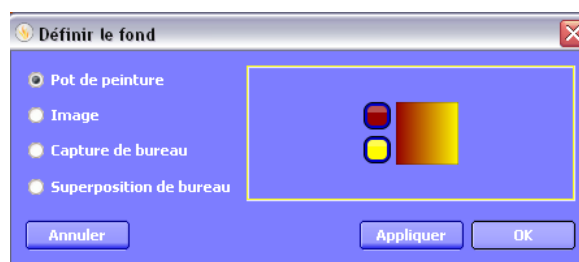 Définir le fond
Pot de peinture
Image
Capture de bureau
Superposition de bureau
Annuler
Appliquer
OK